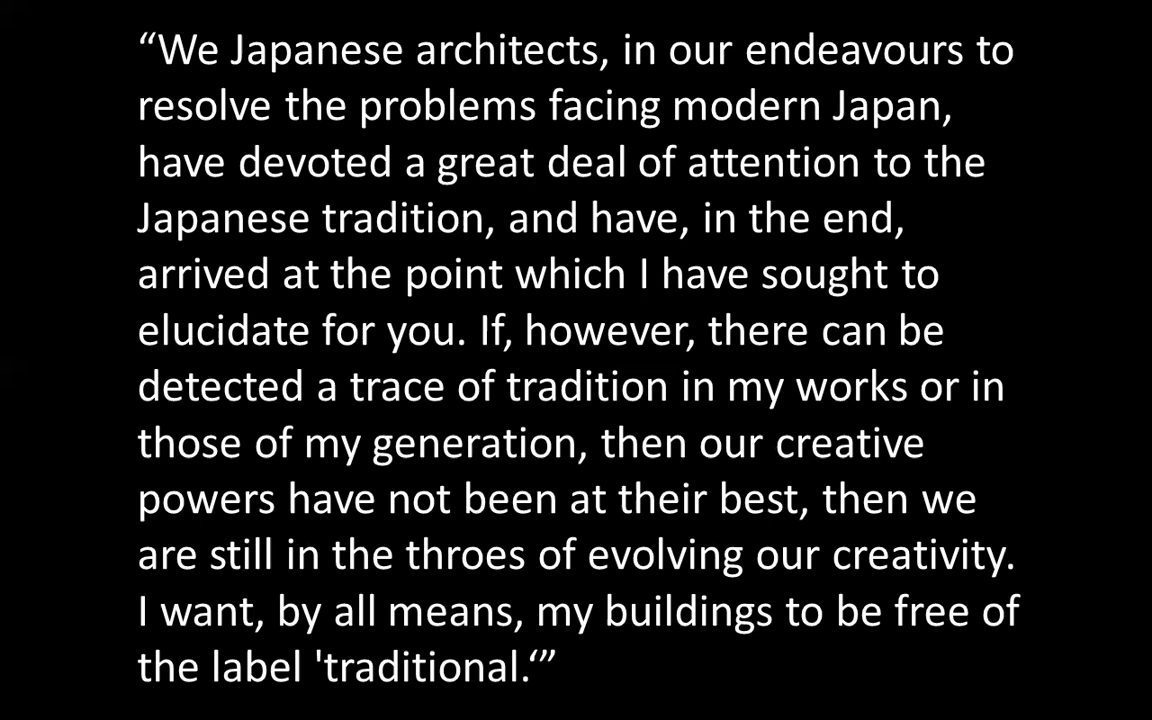 “We Japanese architects, in our endeavours to
resolve the problems facing modern Japan,
have devoted a great deal of attention to the
Japanese tradition, and have, in the end,
arrived at the point which I have sought to
elucidate for you. If, however, there can be
detected a trace of tradition in my works or in
those of my generation, then our creative
powers have not been at their best, then we
are still in the throes of evolving our creativity.
I want, by all means, my buildings to be free of
the label 'traditional.‘”